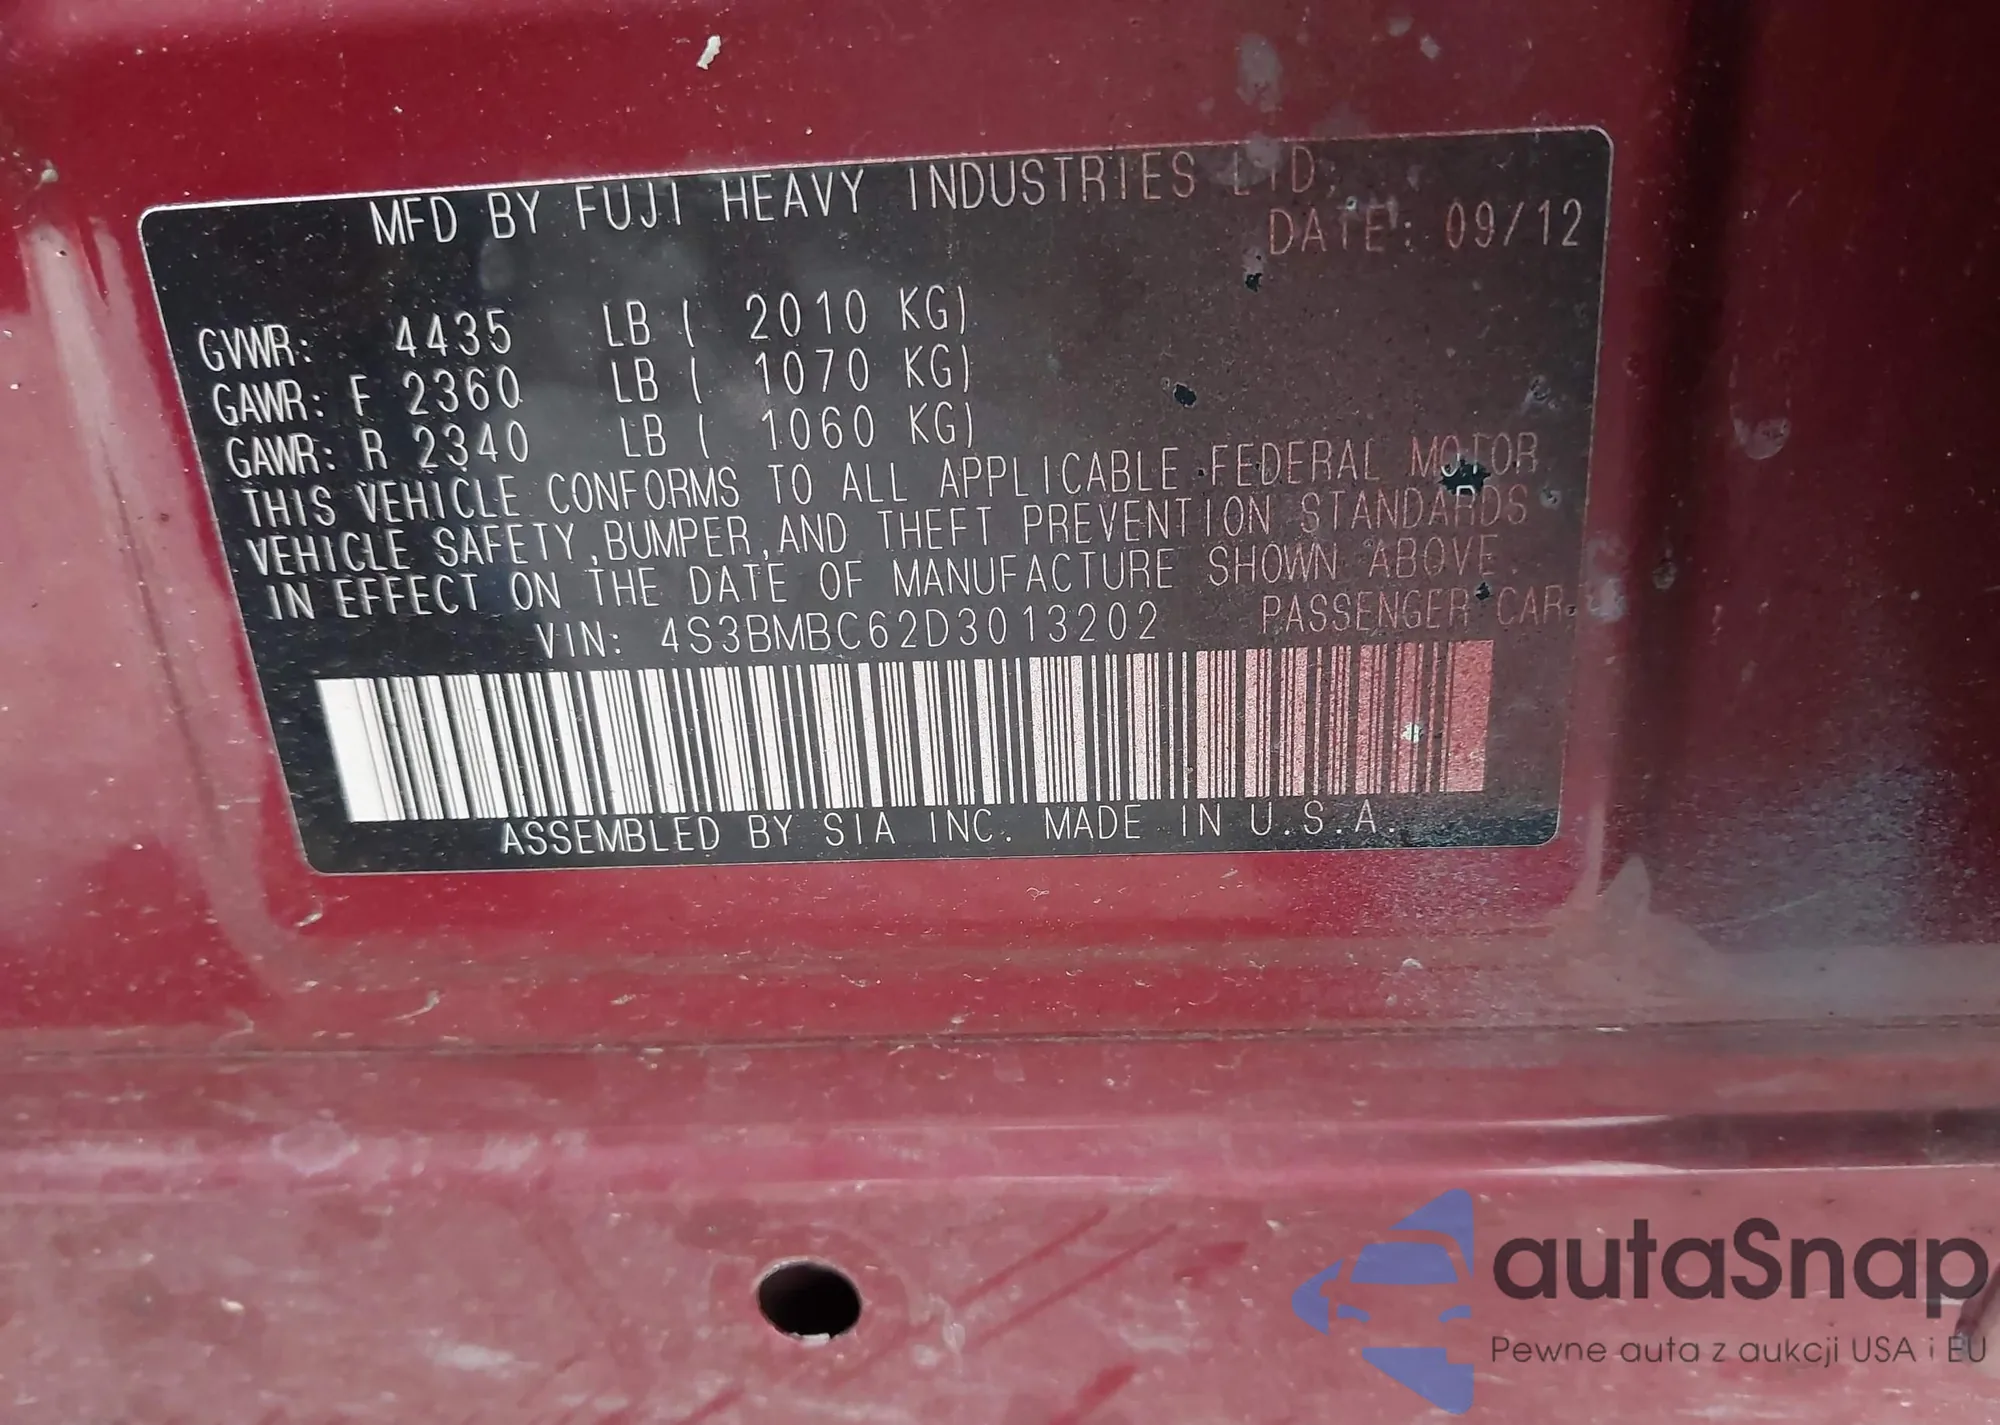 MFD BY FUJI HEAVY INDUSTRIES LTD.
DATE: 09/12
GVWR: 4435 LB ( 2010 KG)
GAWR: F 2360 LB ( 1070 KG)
GAWR: R 2340 LB ( 1060 KG)
THIS VEHICLE CONFORMS TO ALL APPLICABLE FEDERAL MOTOR
VEHICLE SAFETY,BUMPER,AND THEFT PREVENTION STANDARDS
IN EFFECT ON THE DATE OF MANUFACTURE SHOWN ABOVE.
VIN: 4S3BMBC62D3013202 PASSENGER CAR
ASSEMBLED BY SIA INC. MADE IN U.S.A.
autaSnap
Pewne auta z aukcji USA i EU